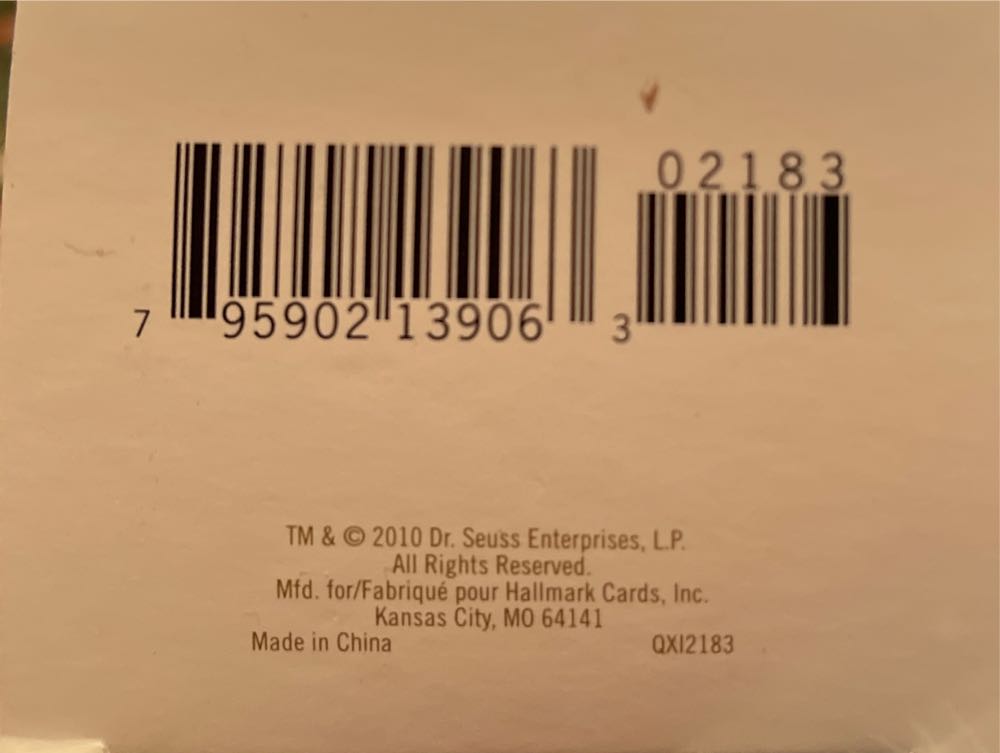 02183
7 95902 13906 3
TM & © 2010 Dr. Seuss Enterprises, L.P.
All Rights Reserved.
Mfd. for/Fabriqué pour Hallmark Cards, Inc.
Kansas City, MO 64141
Made in China QXI2183